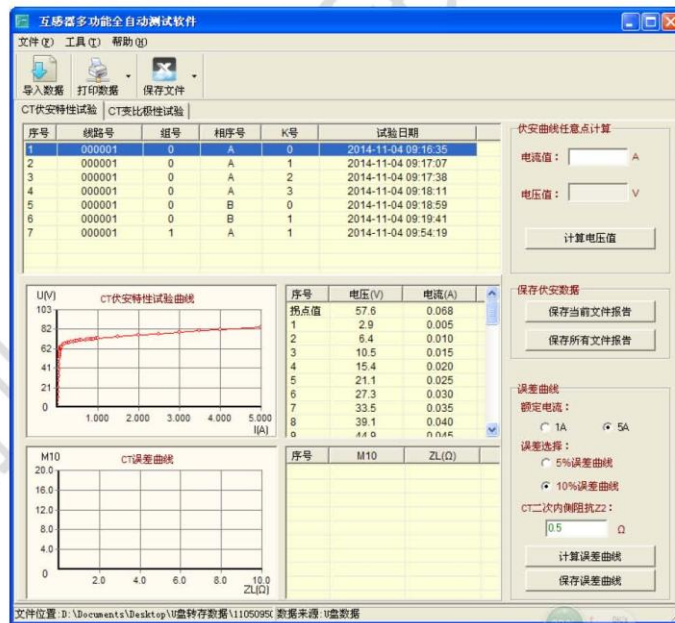 互感器多功能全自动测试软件
文件(F) 工具(T) 帮助(H)
导入数据 打印数据 保存文件
CT伏安特性试验 CT变比极性试验
序号 线路号 组号 相序号 K号 试验日期
1 000001 0 A 0 2014-11-04 09:16:35
2 000001 0 A 1 2014-11-04 09:17:07
3 000001 0 A 2 2014-11-04 09:17:38
4 000001 0 A 3 2014-11-04 09:18:11
5 000001 0 B 0 2014-11-04 09:18:59
6 000001 0 B 1 2014-11-04 09:19:41
7 000001 1 A 1 2014-11-04 09:54:19
伏安曲线任意点计算
电流值： A
电压值： V
计算电压值
U(V) CT伏安特性试验曲线
103
82
62
41
21
0
1.000 2.000 3.000 4.000 5.000
I(A)
序号 电压(V) 电流(A)
拐点值 57.6 0.068
1 2.9 0.005
2 6.4 0.010
3 10.5 0.015
4 15.4 0.020
5 21.1 0.025
6 27.3 0.030
7 33.5 0.035
8 39.1 0.040
9 44.9 0.045
保存伏安数据
保存当前文件报告
保存所有文件报告
M10 CT误差曲线
20.0
16.0
12.0
8.0
4.0
0
2.0 4.0 6.0 8.0 10.0
ZL(Ω)
序号 M10 ZL(Ω)
误差曲线
额定电流：
1A 5A
误差选择：
5%误差曲线
10%误差曲线
CT二次内侧阻抗Z2：
0.5 Ω
计算误差曲线
保存误差曲线
文件位置:D:\Documents\Desktop\U盘转存数据\1105095( 数据来源:U盘数据